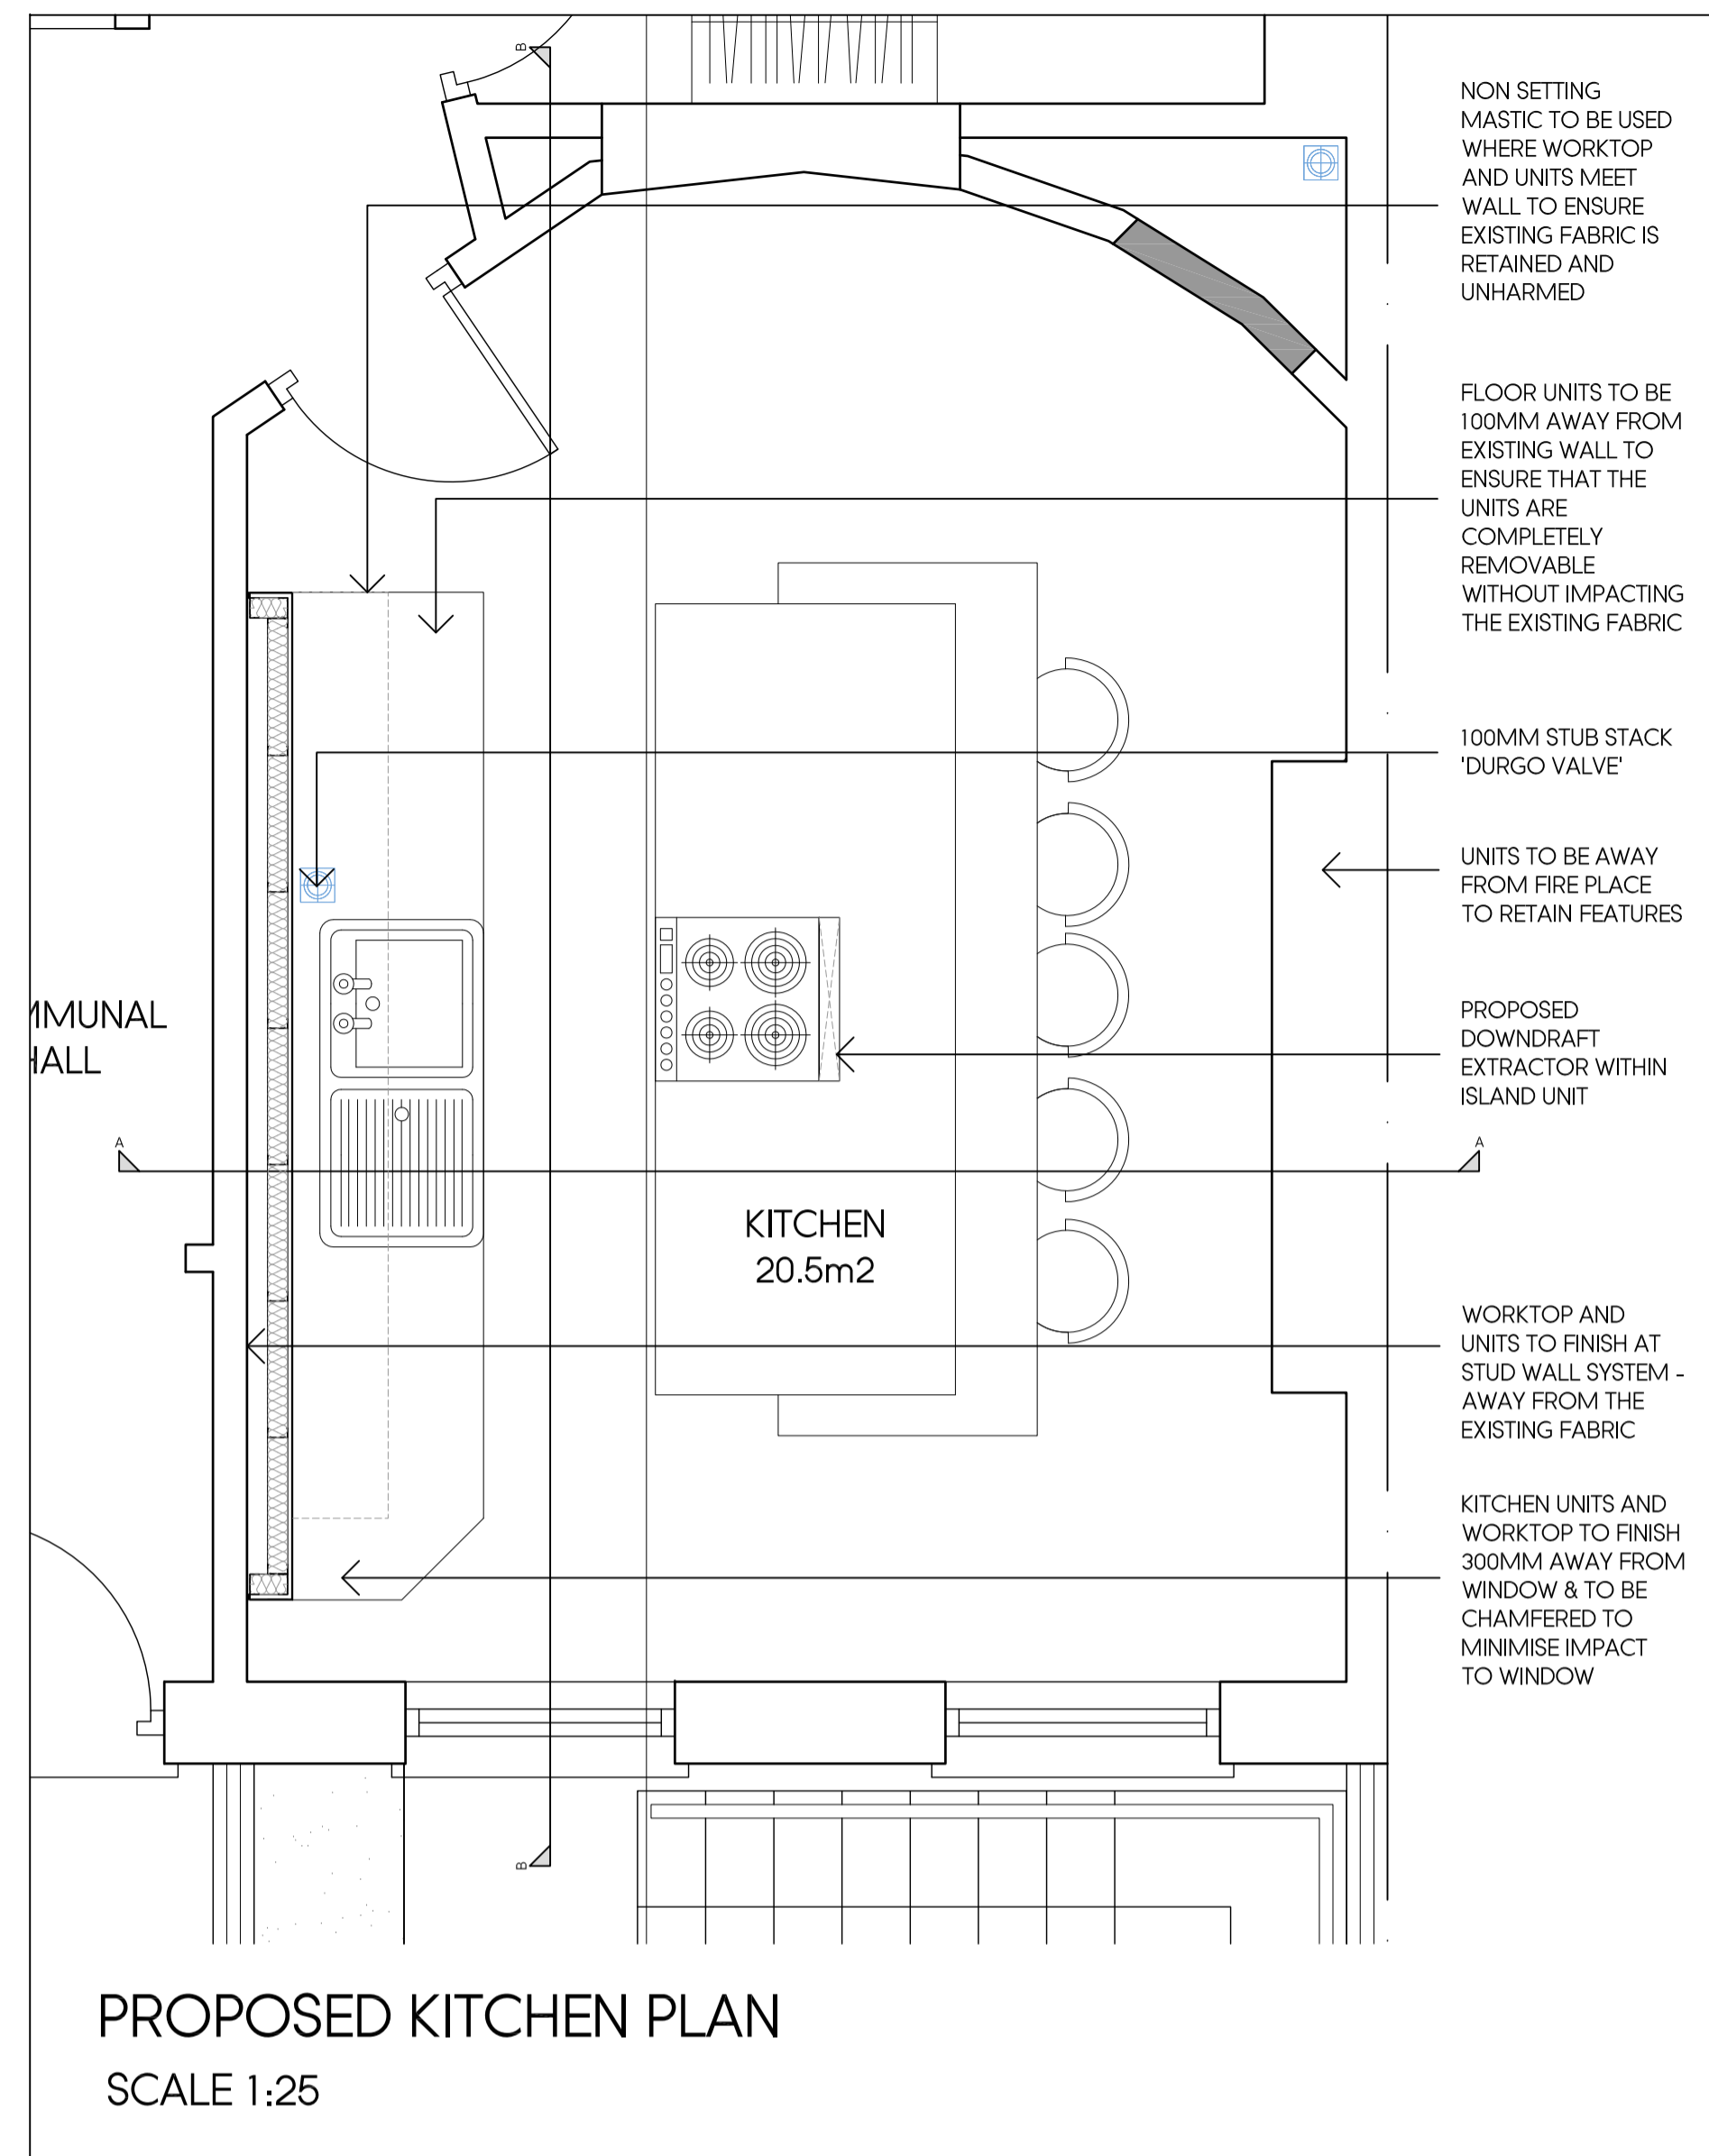 B
NON SETTING
MASTIC TO BE USED
WHERE WORKTOP
AND UNITS MEET
WALL TO ENSURE
EXISTING FABRIC IS
RETAINED AND
UNHARMED
FLOOR UNITS TO BE
100MM AWAY FROM
EXISTING WALL TO
ENSURE THAT THE
UNITS ARE
COMPLETELY
REMOVABLE
WITHOUT IMPACTING
THE EXISTING FABRIC
100MM STUB STACK
'DURGO VALVE'
UNITS TO BE AWAY
FROM FIRE PLACE
TO RETAIN FEATURES
MMUNAL
HALL
PROPOSED
DOWNDRAFT
EXTRACTOR WITHIN
ISLAND UNIT
A
A
KITCHEN
20.5m2
WORKTOP AND
UNITS TO FINISH AT
STUD WALL SYSTEM -
AWAY FROM THE
EXISTING FABRIC
KITCHEN UNITS AND
WORKTOP TO FINISH
300MM AWAY FROM
WINDOW & TO BE
CHAMFERED TO
MINIMISE IMPACT
TO WINDOW
B
PROPOSED KITCHEN PLAN
SCALE 1:25